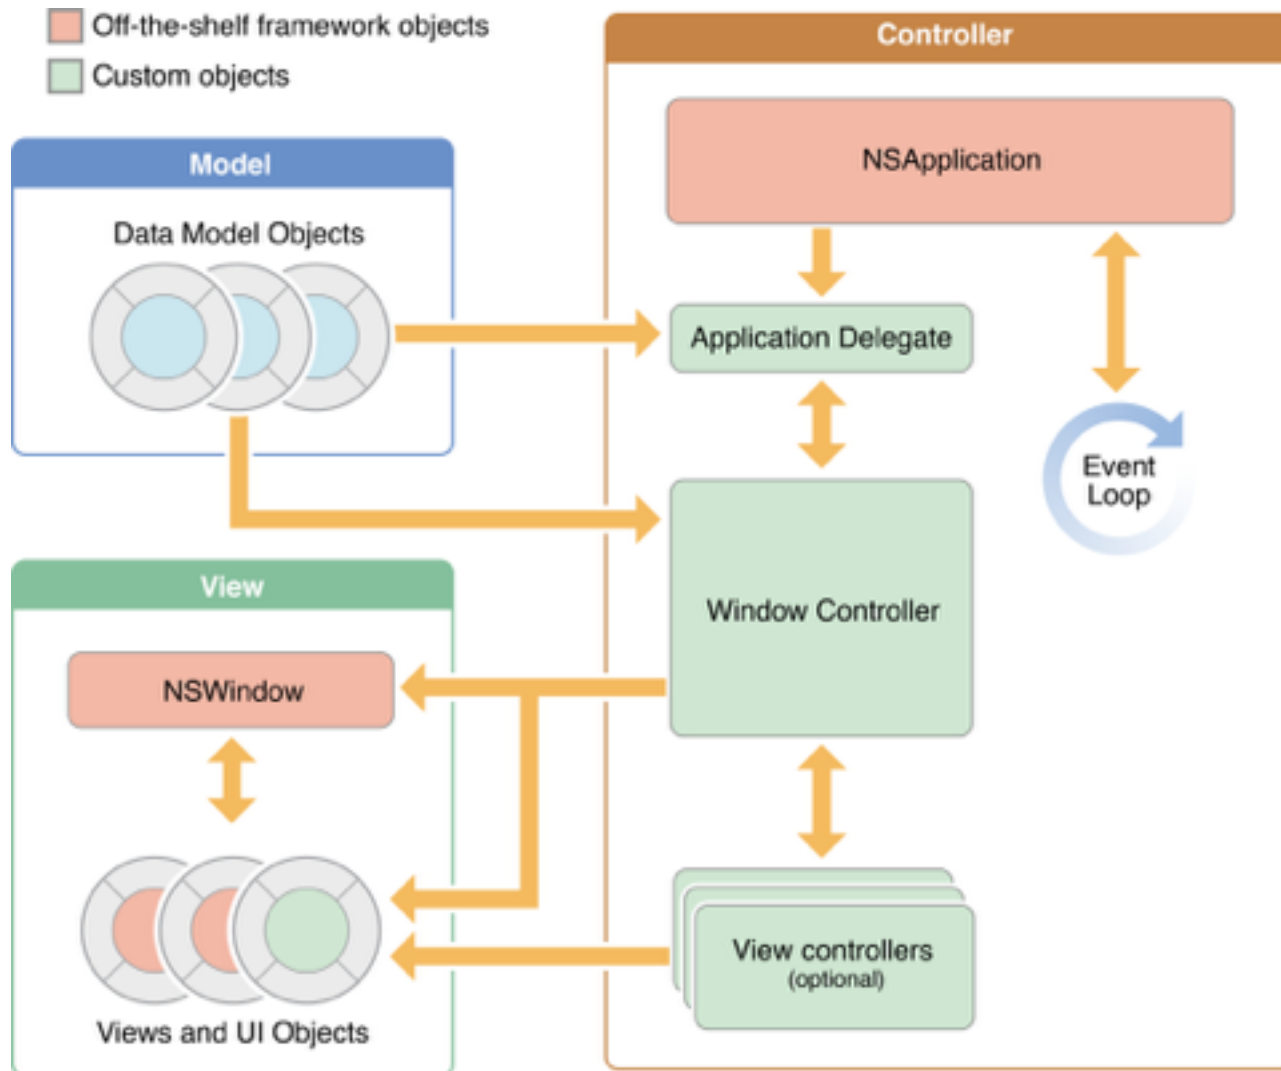 Off-the-shelf framework objects
Custom objects
Model
Data Model Objects
Controller
NSApplication
Application Delegate
Event
Loop
Window Controller
View
NSWindow
Views and UI Objects
View controllers
(optional)